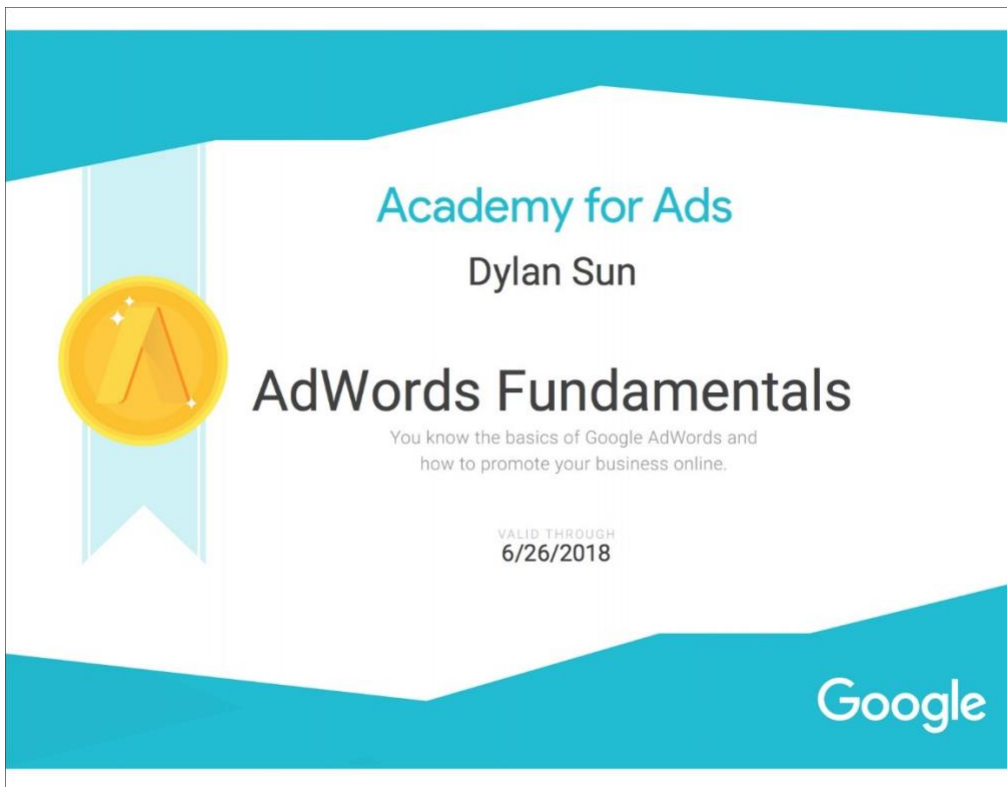 Academy for Ads
Dylan Sun
AdWords Fundamentals
You know the basics of Google AdWords and
how to promote your business online.
VALID THROUGH
6/26/2018
Google